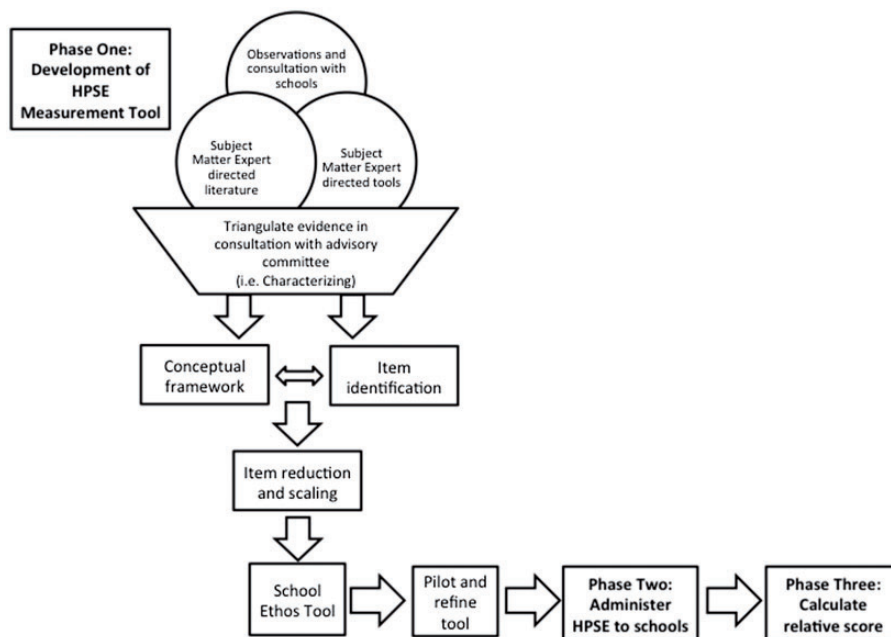 Phase One:
Development of
HPSE
Measurement Tool
Observations and
consultation with
schools
Subject
Matter Expert
directed
literature
Subject
Matter Expert
directed tools
Triangulate evidence in
consultation with advisory
committee
(i.e. Characterizing)
Conceptual
framework
Item
identification
Item reduction
and scaling
School
Ethos Tool
Pilot and
refine tool
Phase Two:
Administer
HPSE to schools
Phase Three:
Calculate
relative score